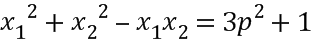 x₁² + x₂² – x₁x₂ = 3p² + 1